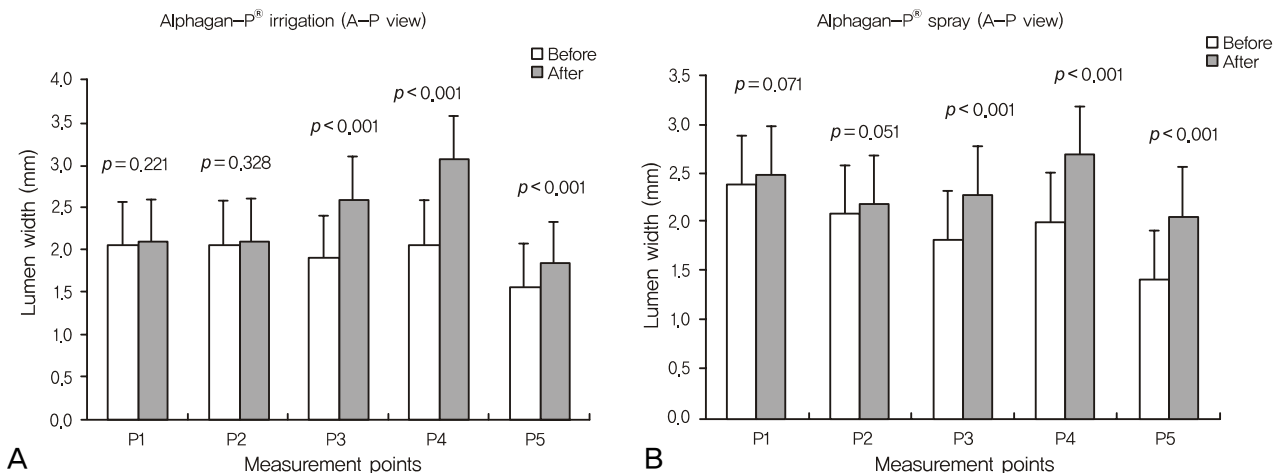 Alphagan-P® irrigation (A-P view)
Before
After
4.0
3.5
3.0
2.5
2.0
1.5
1.0
0.5
0.0
Lumen width (mm)
p=0.221
p=0.328
p<0.001
p<0.001
p<0.001
P1 P2 P3 P4 P5
Measurement points
A
Alphagan-P® spray (A-P view)
Before
After
3.5
3.0
2.5
2.0
1.5
1.0
0.5
0.0
Lumen width (mm)
p=0.071
p=0.051
p<0.001
p<0.001
p<0.001
P1 P2 P3 P4 P5
Measurement points
B